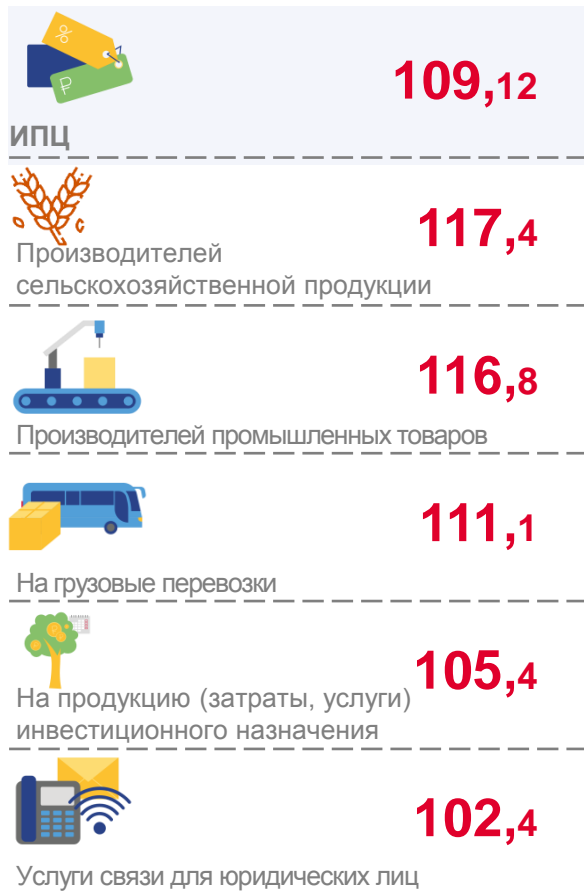 %
₽
109,12
ИПЦ
117,4
Производителей
сельскохозяйственной продукции
116,8
Производителей промышленных товаров
111,1
На грузовые перевозки
105,4
На продукцию (затраты, услуги)
инвестиционного назначения
102,4
Услуги связи для юридических лиц